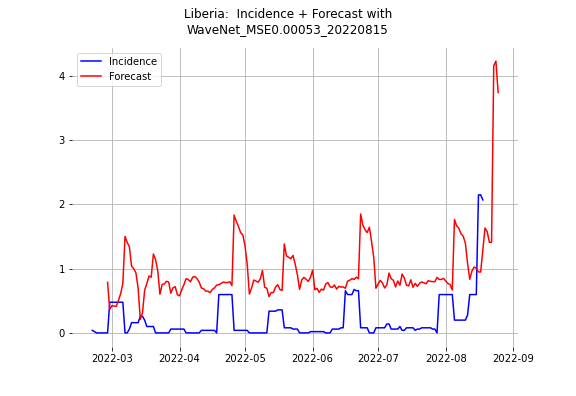 Liberia:  Incidence + Forecast with
WaveNet_MSE0.00053_20220815
Incidence
Forecast
4
3
2
1
0
2022-03 2022-04 2022-05 2022-06 2022-07 2022-08 2022-09